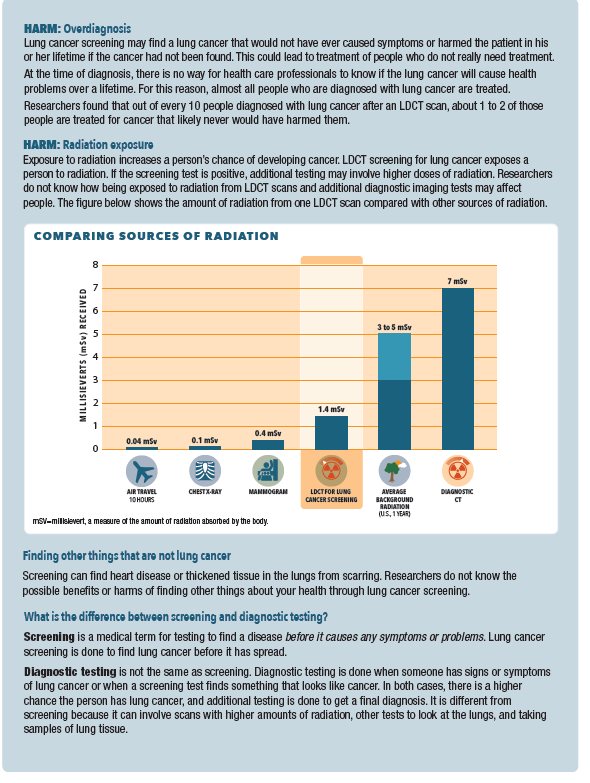 HARM: Overdiagnosis
Lung cancer screening may find a lung cancer that would not have ever caused symptoms or harmed the patient in his
or her lifetime if the cancer had not been found. This could lead to treatment of people who do not really need treatment.
At the time of diagnosis, there is no way for health care professionals to know if the lung cancer will cause health
problems over a lifetime. For this reason, almost all people who are diagnosed with lung cancer are treated.
Researchers found that out of every 10 people diagnosed with lung cancer after an LDCT scan, about 1 to 2 of those
people are treated for cancer that likely never would have harmed them.
HARM: Radiation exposure
Exposure to radiation increases a person's chance of developing cancer. LDCT screening for lung cancer exposes a
person to radiation. If the screening test is positive, additional testing may involve higher doses of radiation. Researchers
do not know how being exposed to radiation from LDCT scans and additional diagnostic imaging tests may affect
people. The figure below shows the amount of radiation from one LDCT scan compared with other sources of radiation.
COMPARING SOURCES OF RADIATION
MILLISIEVERTS (mSv) RECEIVED
8
7
6
5
4
3
2
1
0
0.04 mSv
0.1 mSv
0.4 mSv
1.4 mSv
3 to 5 mSv
7 mSv
AIR TRAVEL
10 HOURS
CHEST X-RAY
MAMMOGRAM
LDCT FOR LUNG
CANCER SCREENING
AVERAGE
BACKGROUND
RADIATION
(U.S., 1 YEAR)
DIAGNOSTIC
CT
mSV=millisievert, a measure of the amount of radiation absorbed by the body.
Finding other things that are not lung cancer
Screening can find heart disease or thickened tissue in the lungs from scarring. Researchers do not know the
possible benefits or harms of finding other things about your health through lung cancer screening.
What is the difference between screening and diagnostic testing?
Screening is a medical term for testing to find a disease before it causes any symptoms or problems. Lung cancer
screening is done to find lung cancer before it has spread.
Diagnostic testing is not the same as screening. Diagnostic testing is done when someone has signs or symptoms
of lung cancer or when a screening test finds something that looks like cancer. In both cases, there is a higher
chance the person has lung cancer, and additional testing is done to get a final diagnosis. It is different from
screening because it can involve scans with higher amounts of radiation, other tests to look at the lungs, and taking
samples of lung tissue.